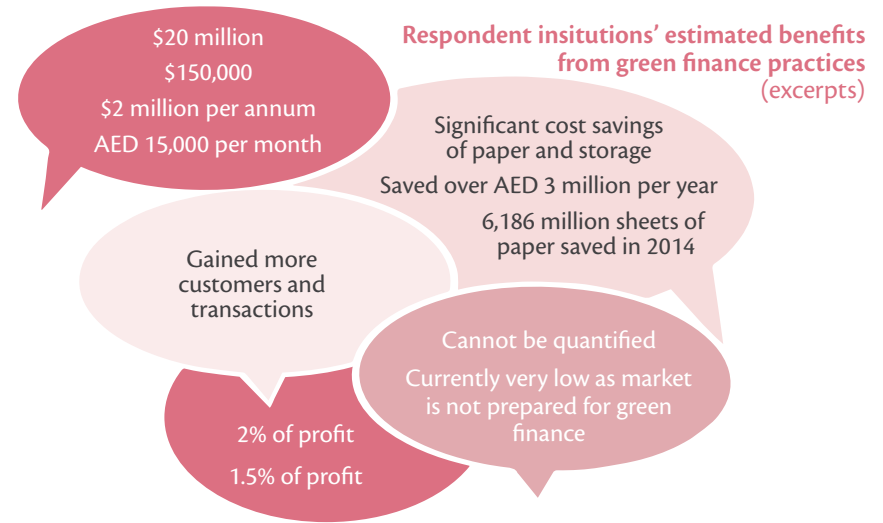 Respondent insitutions’ estimated benefits
from green finance practices
(excerpts)
$20 million
$150,000
$2 million per annum
AED 15,000 per month
Significant cost savings
of paper and storage
Saved over AED 3 million per year
6,186 million sheets of
paper saved in 2014
Gained more
customers and
transactions
Cannot be quantified
Currently very low as market
is not prepared for green
finance
2% of profit
1.5% of profit